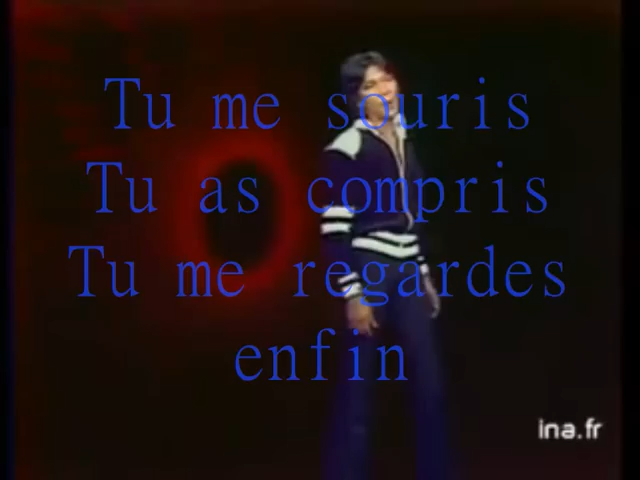 Tu me souris
Tu as compris
Tu me regardes
enfin
ina.fr